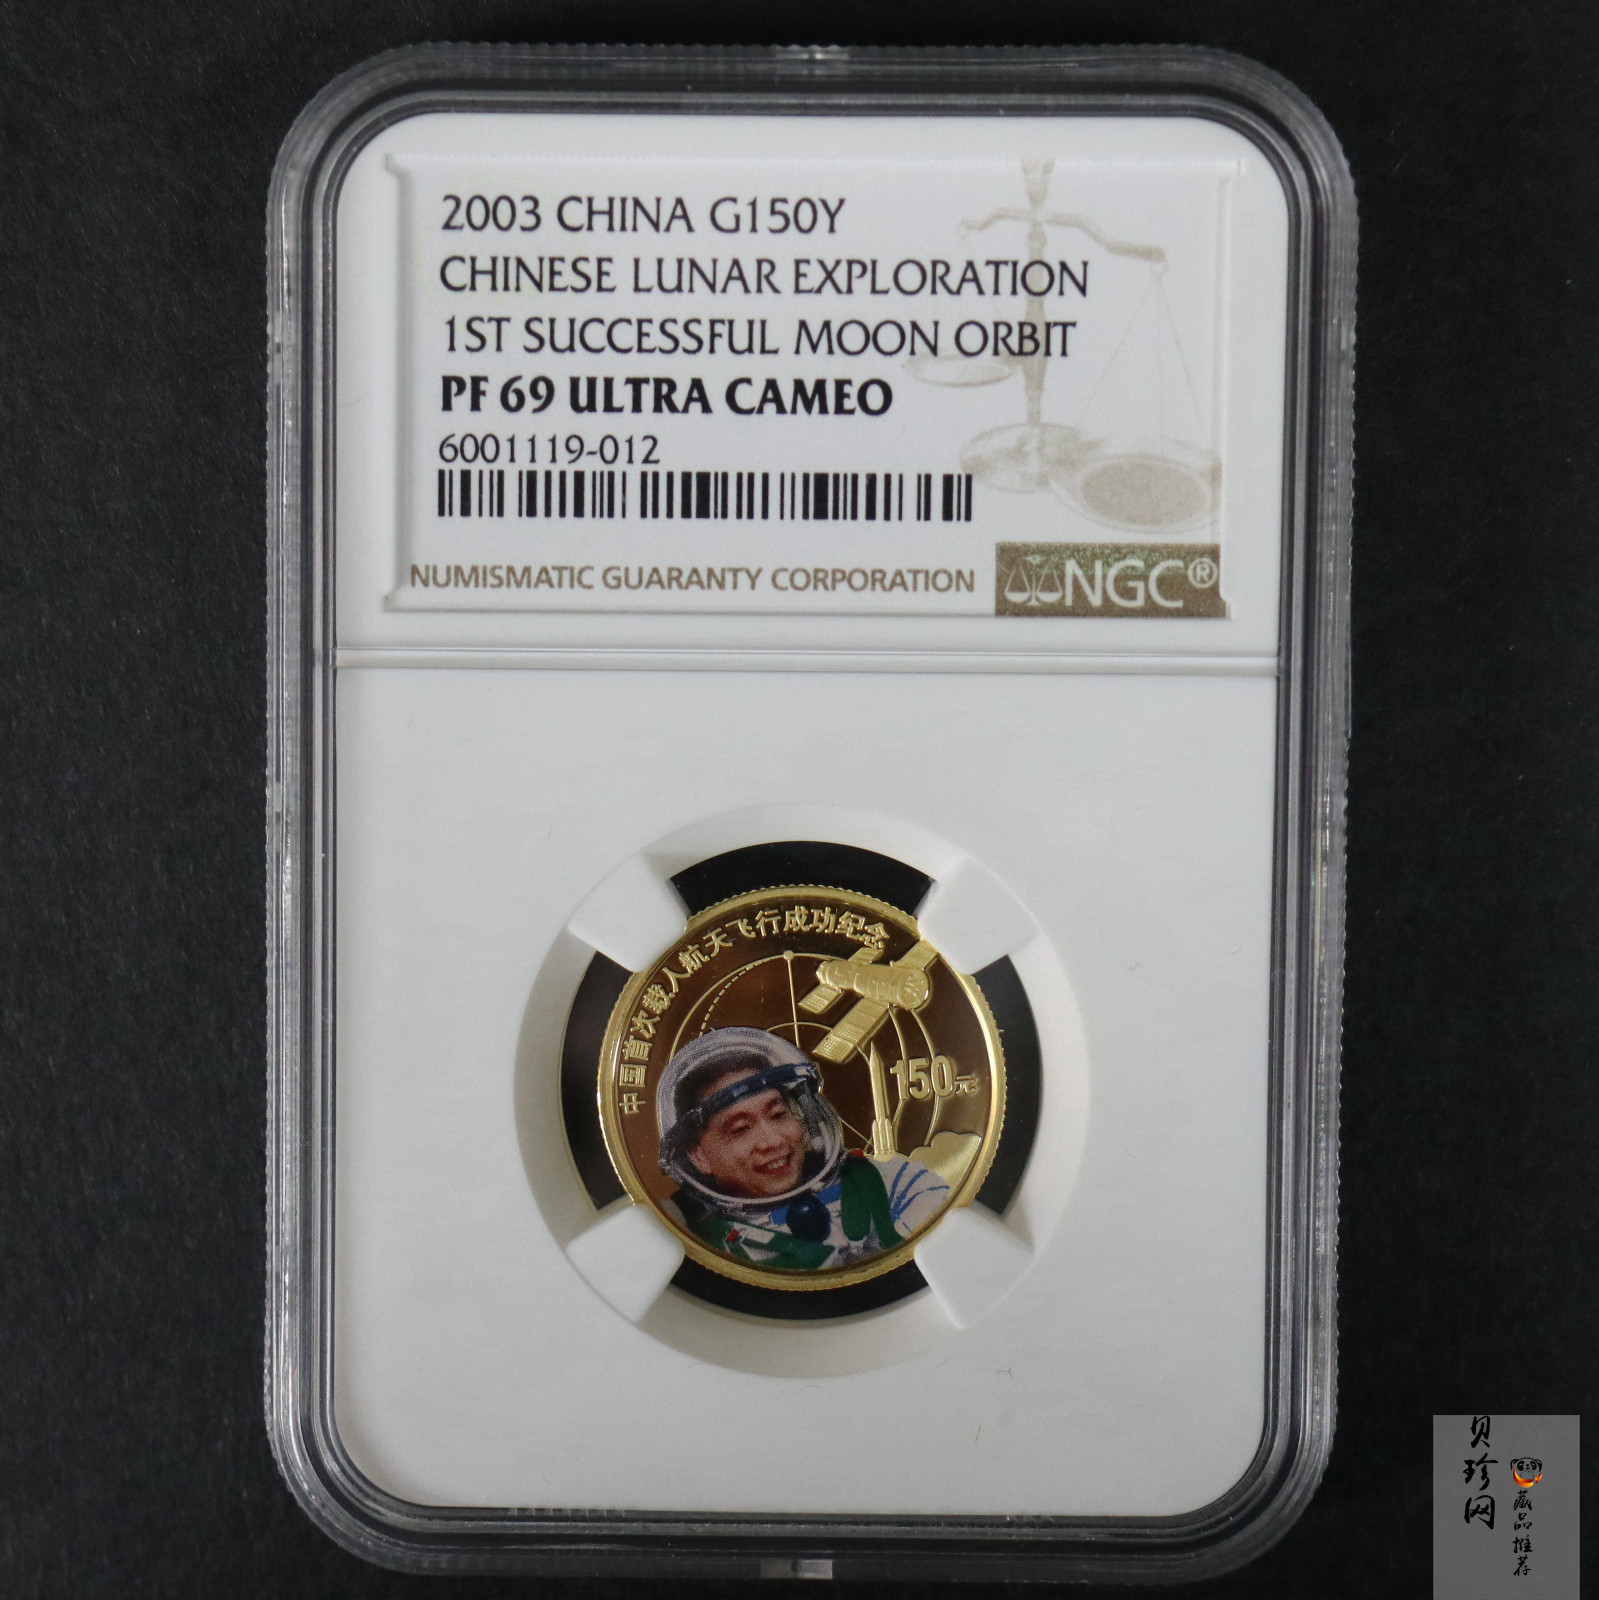 2003 CHINA G150Y
CHINESE LUNAR EXPLORATION
1ST SUCCESSFUL MOON ORBIT
PF 69 ULTRA CAMEO
6001119-012
NUMISMATIC GUARANTY CORPORATION
NGC®
中国首次载人航天飞行成功纪念
150元
贝珍网
藏品推荐